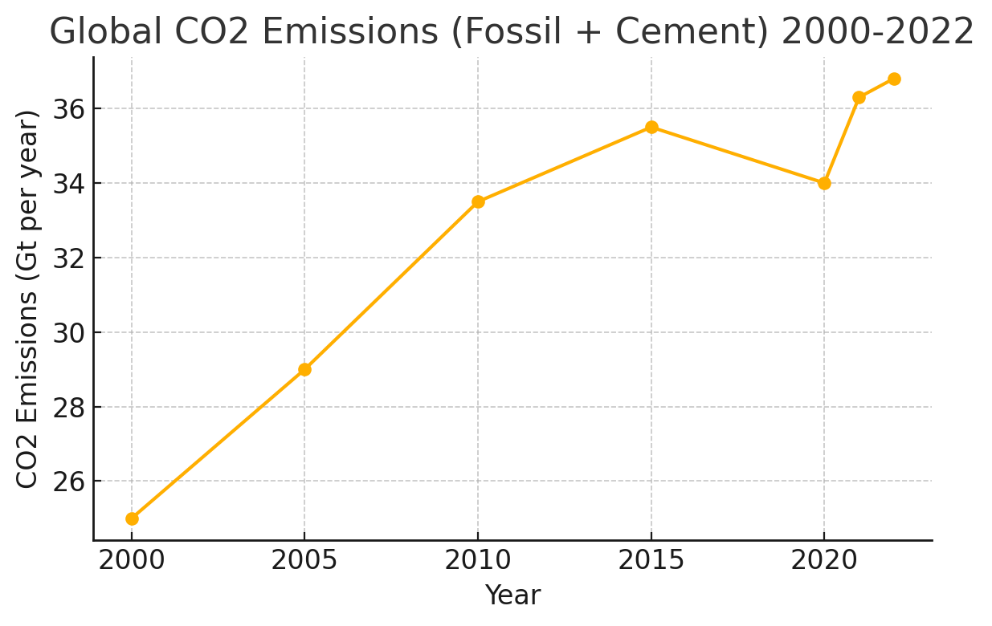 Global CO2 Emissions (Fossil + Cement) 2000-2022
CO2 Emissions (Gt per year)
36
34
32
30
28
26
2000 2005 2010 2015 2020
Year